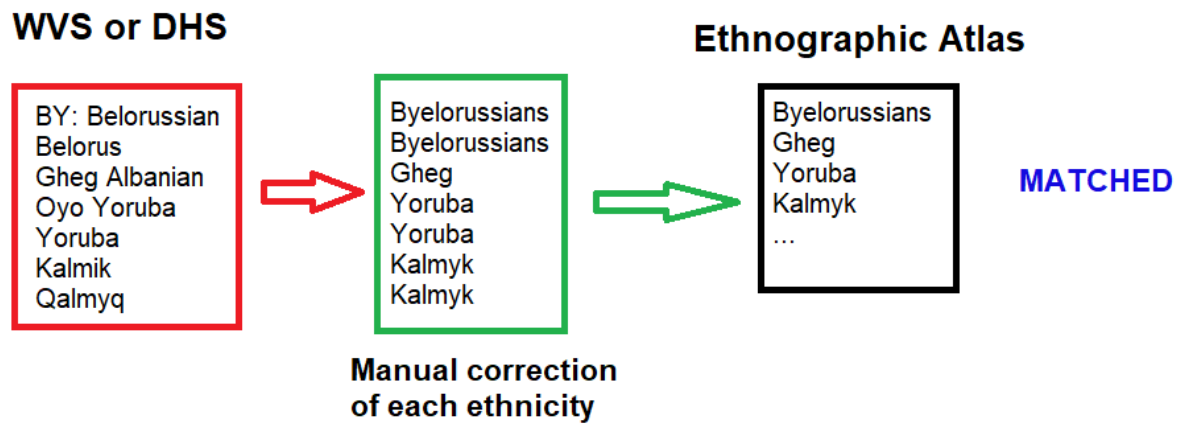 WVS or DHS
BY: Belorussian
Belorus
Gheg Albanian
Oyo Yoruba
Yoruba
Kalmik
Qalmyq
Byelorussians
Byelorussians
Gheg
Yoruba
Yoruba
Kalmyk
Kalmyk
Manual correction
of each ethnicity
Ethnographic Atlas
Byelorussians
Gheg
Yoruba
Kalmyk
...
MATCHED